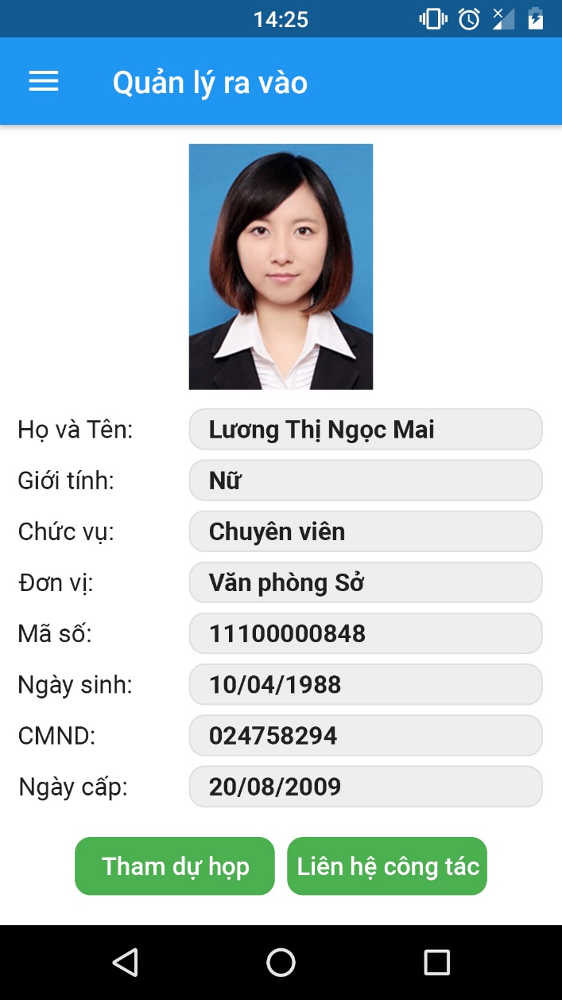 14:25
Quản lý ra vào
Họ và Tên: Lương Thị Ngọc Mai
Giới tính: Nữ
Chức vụ: Chuyên viên
Đơn vị: Văn phòng Sở
Mã số: 11100000848
Ngày sinh: 10/04/1988
CMND: 024758294
Ngày cấp: 20/08/2009
Tham dự họp Liên hệ công tác